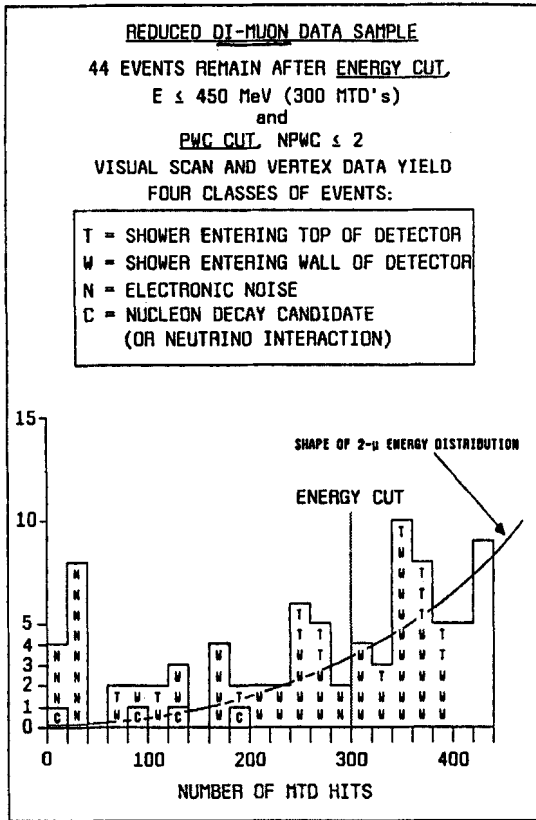 REDUCED DI-MUON DATA SAMPLE
44 EVENTS REMAIN AFTER ENERGY CUT,
E ≤ 450 MeV (300 MTD's)
and
PWC CUT, NPWC ≤ 2
VISUAL SCAN AND VERTEX DATA YIELD
FOUR CLASSES OF EVENTS:
T = SHOWER ENTERING TOP OF DETECTOR
W = SHOWER ENTERING WALL OF DETECTOR
N = ELECTRONIC NOISE
C = NUCLEON DECAY CANDIDATE
(OR NEUTRINO INTERACTION)
15
SHAPE OF 2-μ ENERGY DISTRIBUTION
ENERGY CUT
10
5
4
3
2
1
0
0 100 200 300 400
NUMBER OF MTD HITS